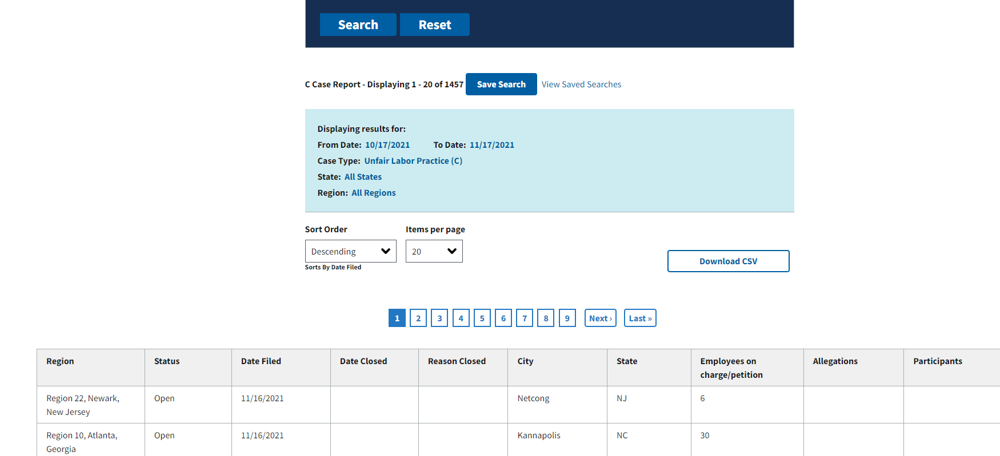 Search Reset
C Case Report - Displaying 1 - 20 of 1457 Save Search View Saved Searches
Displaying results for:
From Date: 10/17/2021 To Date: 11/17/2021
Case Type: Unfair Labor Practice (C)
State: All States
Region: All Regions
Sort Order Items per page
Descending 20
Sorts By Date Filed
Download CSV
1 2 3 4 5 6 7 8 9 Next › Last »
Region Status Date Filed Date Closed Reason Closed City State Employees on Allegations Participants
charge/petition
Region 22, Newark, Open 11/16/2021 Netcong NJ 6
New Jersey
Region 10, Atlanta, Open 11/16/2021 Kannapolis NC 30
Georgia